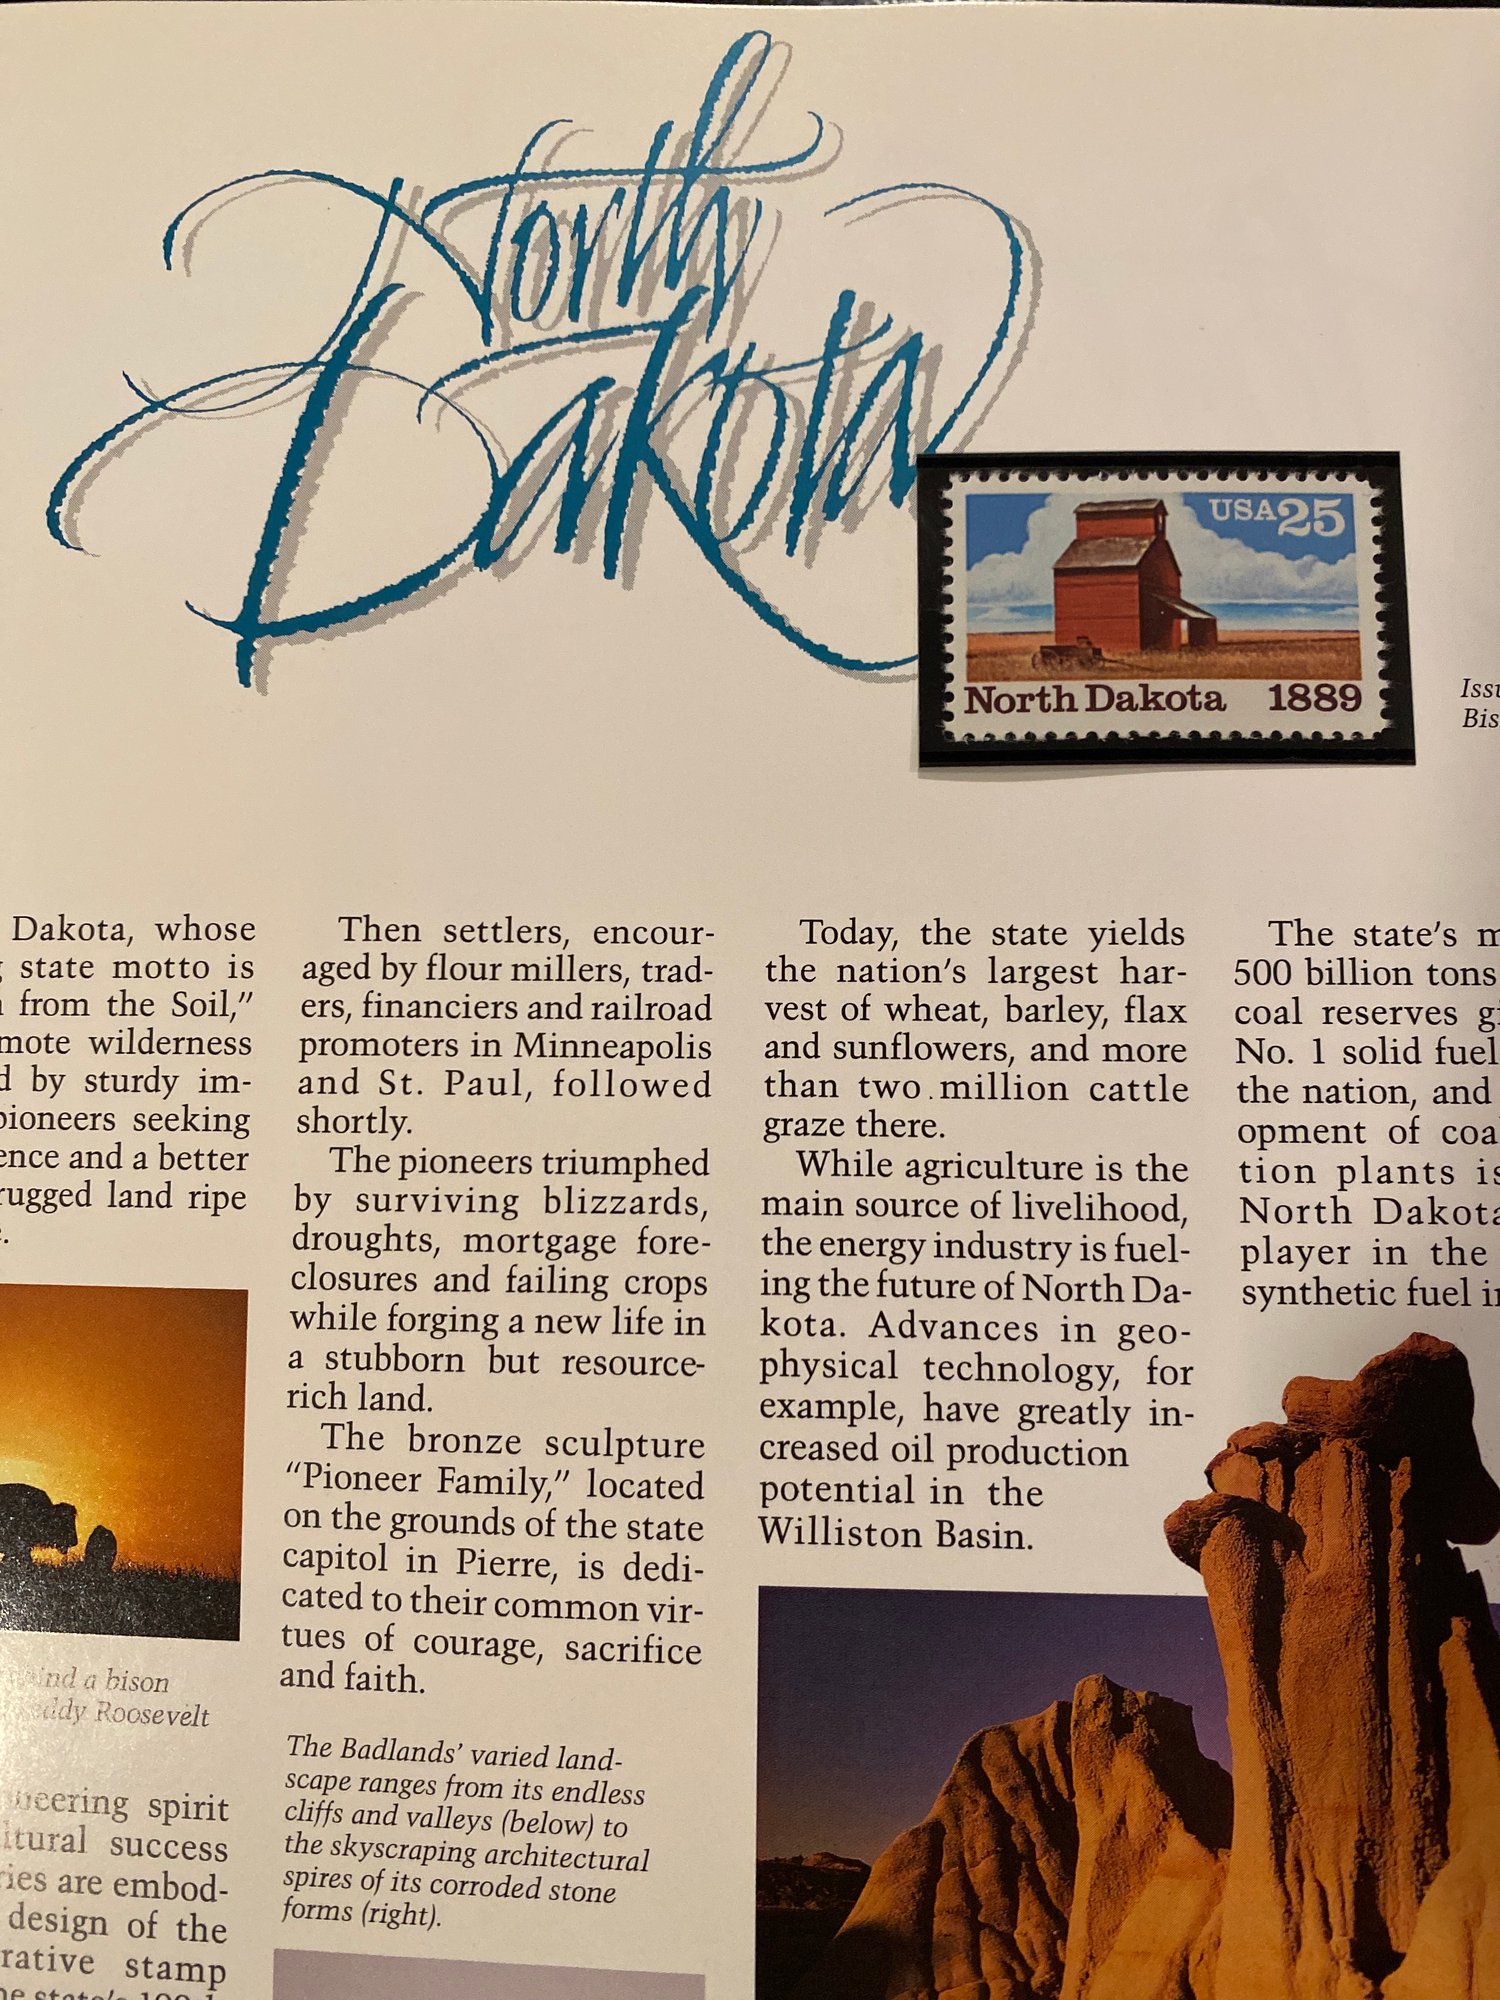 North
Dakota
USA25
North Dakota 1889
Dakota, whose
state motto is
from the Soil,"
wilderness
by sturdy im-
pioneers seeking
and a better
rugged land ripe
bison
Roosevelt
spirit
success
are embod-
design of the
stamp
Then settlers, encour-
aged by flour millers, trad-
ers, financiers and railroad
promoters in Minneapolis
and St. Paul, followed
shortly.
The pioneers triumphed
by surviving blizzards,
droughts, mortgage fore-
closures and failing crops
while forging a new life in
a stubborn but resource-
rich land.
The bronze sculpture
"Pioneer Family," located
on the grounds of the state
capitol in Pierre, is dedi-
cated to their common vir-
tues of courage, sacrifice
and faith.
The Badlands' varied land-
scape ranges from its endless
cliffs and valleys (below) to
the skyscraping architectural
spires of its corroded stone
forms (right).
Today, the state yields
the nation's largest har-
vest of wheat, barley, flax
and sunflowers, and more
than two million cattle
graze there.
While agriculture is the
main source of livelihood,
the energy industry is fuel-
ing the future of North Da-
kota. Advances in geo-
physical technology, for
example, have greatly in-
creased oil production
potential in the
Williston Basin.
The state's
500 billion tons
coal reserves
No. 1 solid fuel
the nation, and
opment of
tion plants
North Dakota
player in the
synthetic fuel